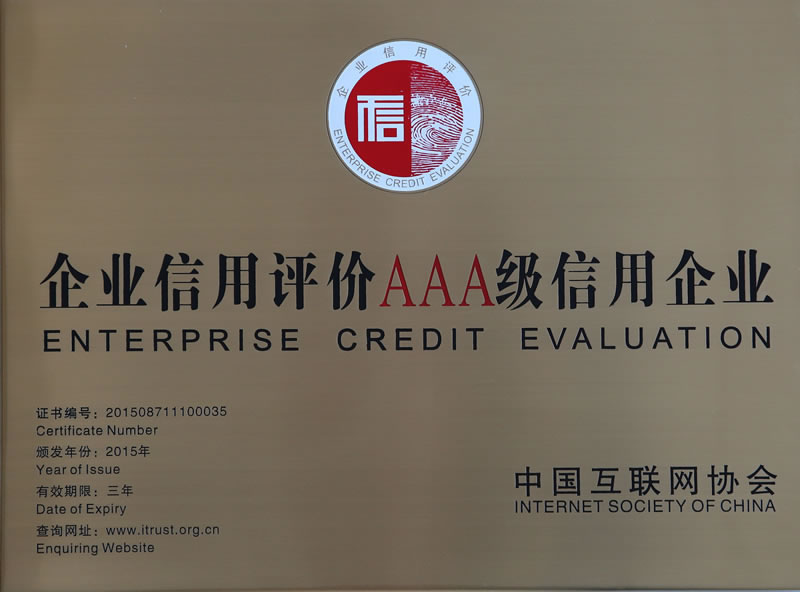 企业信用评价
信
ENTERPRISE CREDIT EVALUATION
企业信用评价AAA级信用企业
ENTERPRISE CREDIT EVALUATION
证书编号：201508711100035
Certificate Number
颁发年份：2015年
Year of Issue
有效期限：三年
Date of Expiry
查询网址：www.itrust.org.cn
Enquiring Website
中国互联网协会
INTERNET SOCIETY OF CHINA